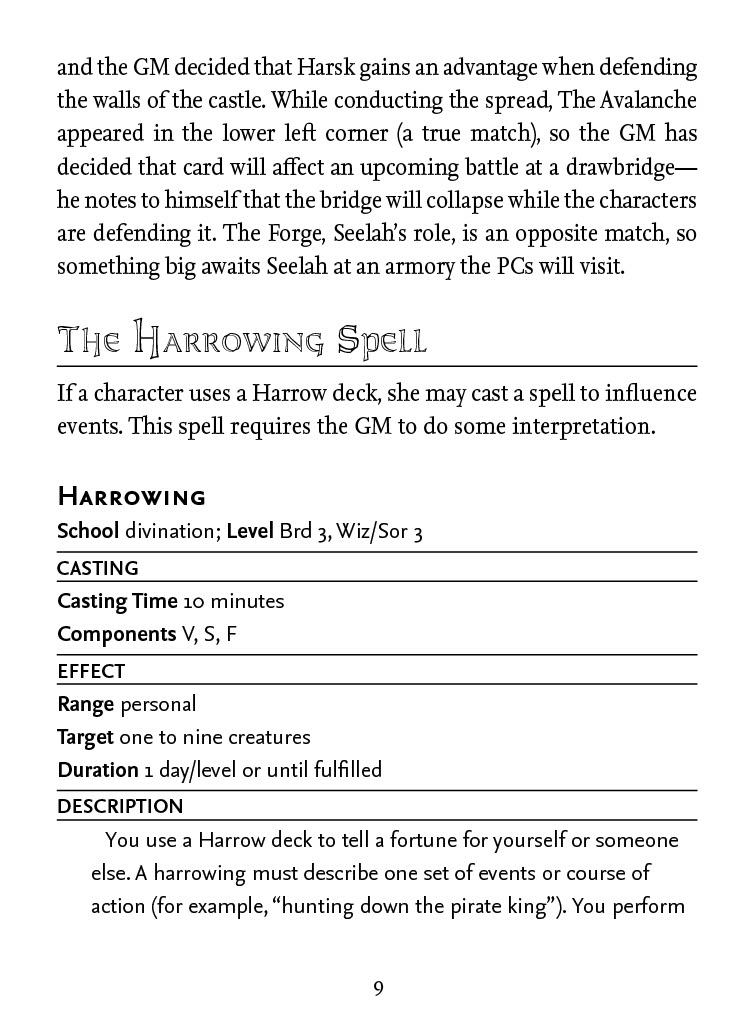 and the GM decided that Harsk gains an advantage when defending
the walls of the castle. While conducting the spread, The Avalanche
appeared in the lower left corner (a true match), so the GM has
decided that card will affect an upcoming battle at a drawbridge—
he notes to himself that the bridge will collapse while the characters
are defending it. The Forge, Seelah’s role, is an opposite match, so
something big awaits Seelah at an armory the PCs will visit.
The Harrowing Spell
If a character uses a Harrow deck, she may cast a spell to influence
events. This spell requires the GM to do some interpretation.
Harrowing
School divination; Level Brd 3, Wiz/Sor 3
CASTING
Casting Time 10 minutes
Components V, S, F
EFFECT
Range personal
Target one to nine creatures
Duration 1 day/level or until fulfilled
DESCRIPTION
You use a Harrow deck to tell a fortune for yourself or someone
else. A harrowing must describe one set of events or course of
action (for example, “hunting down the pirate king”). You perform
9